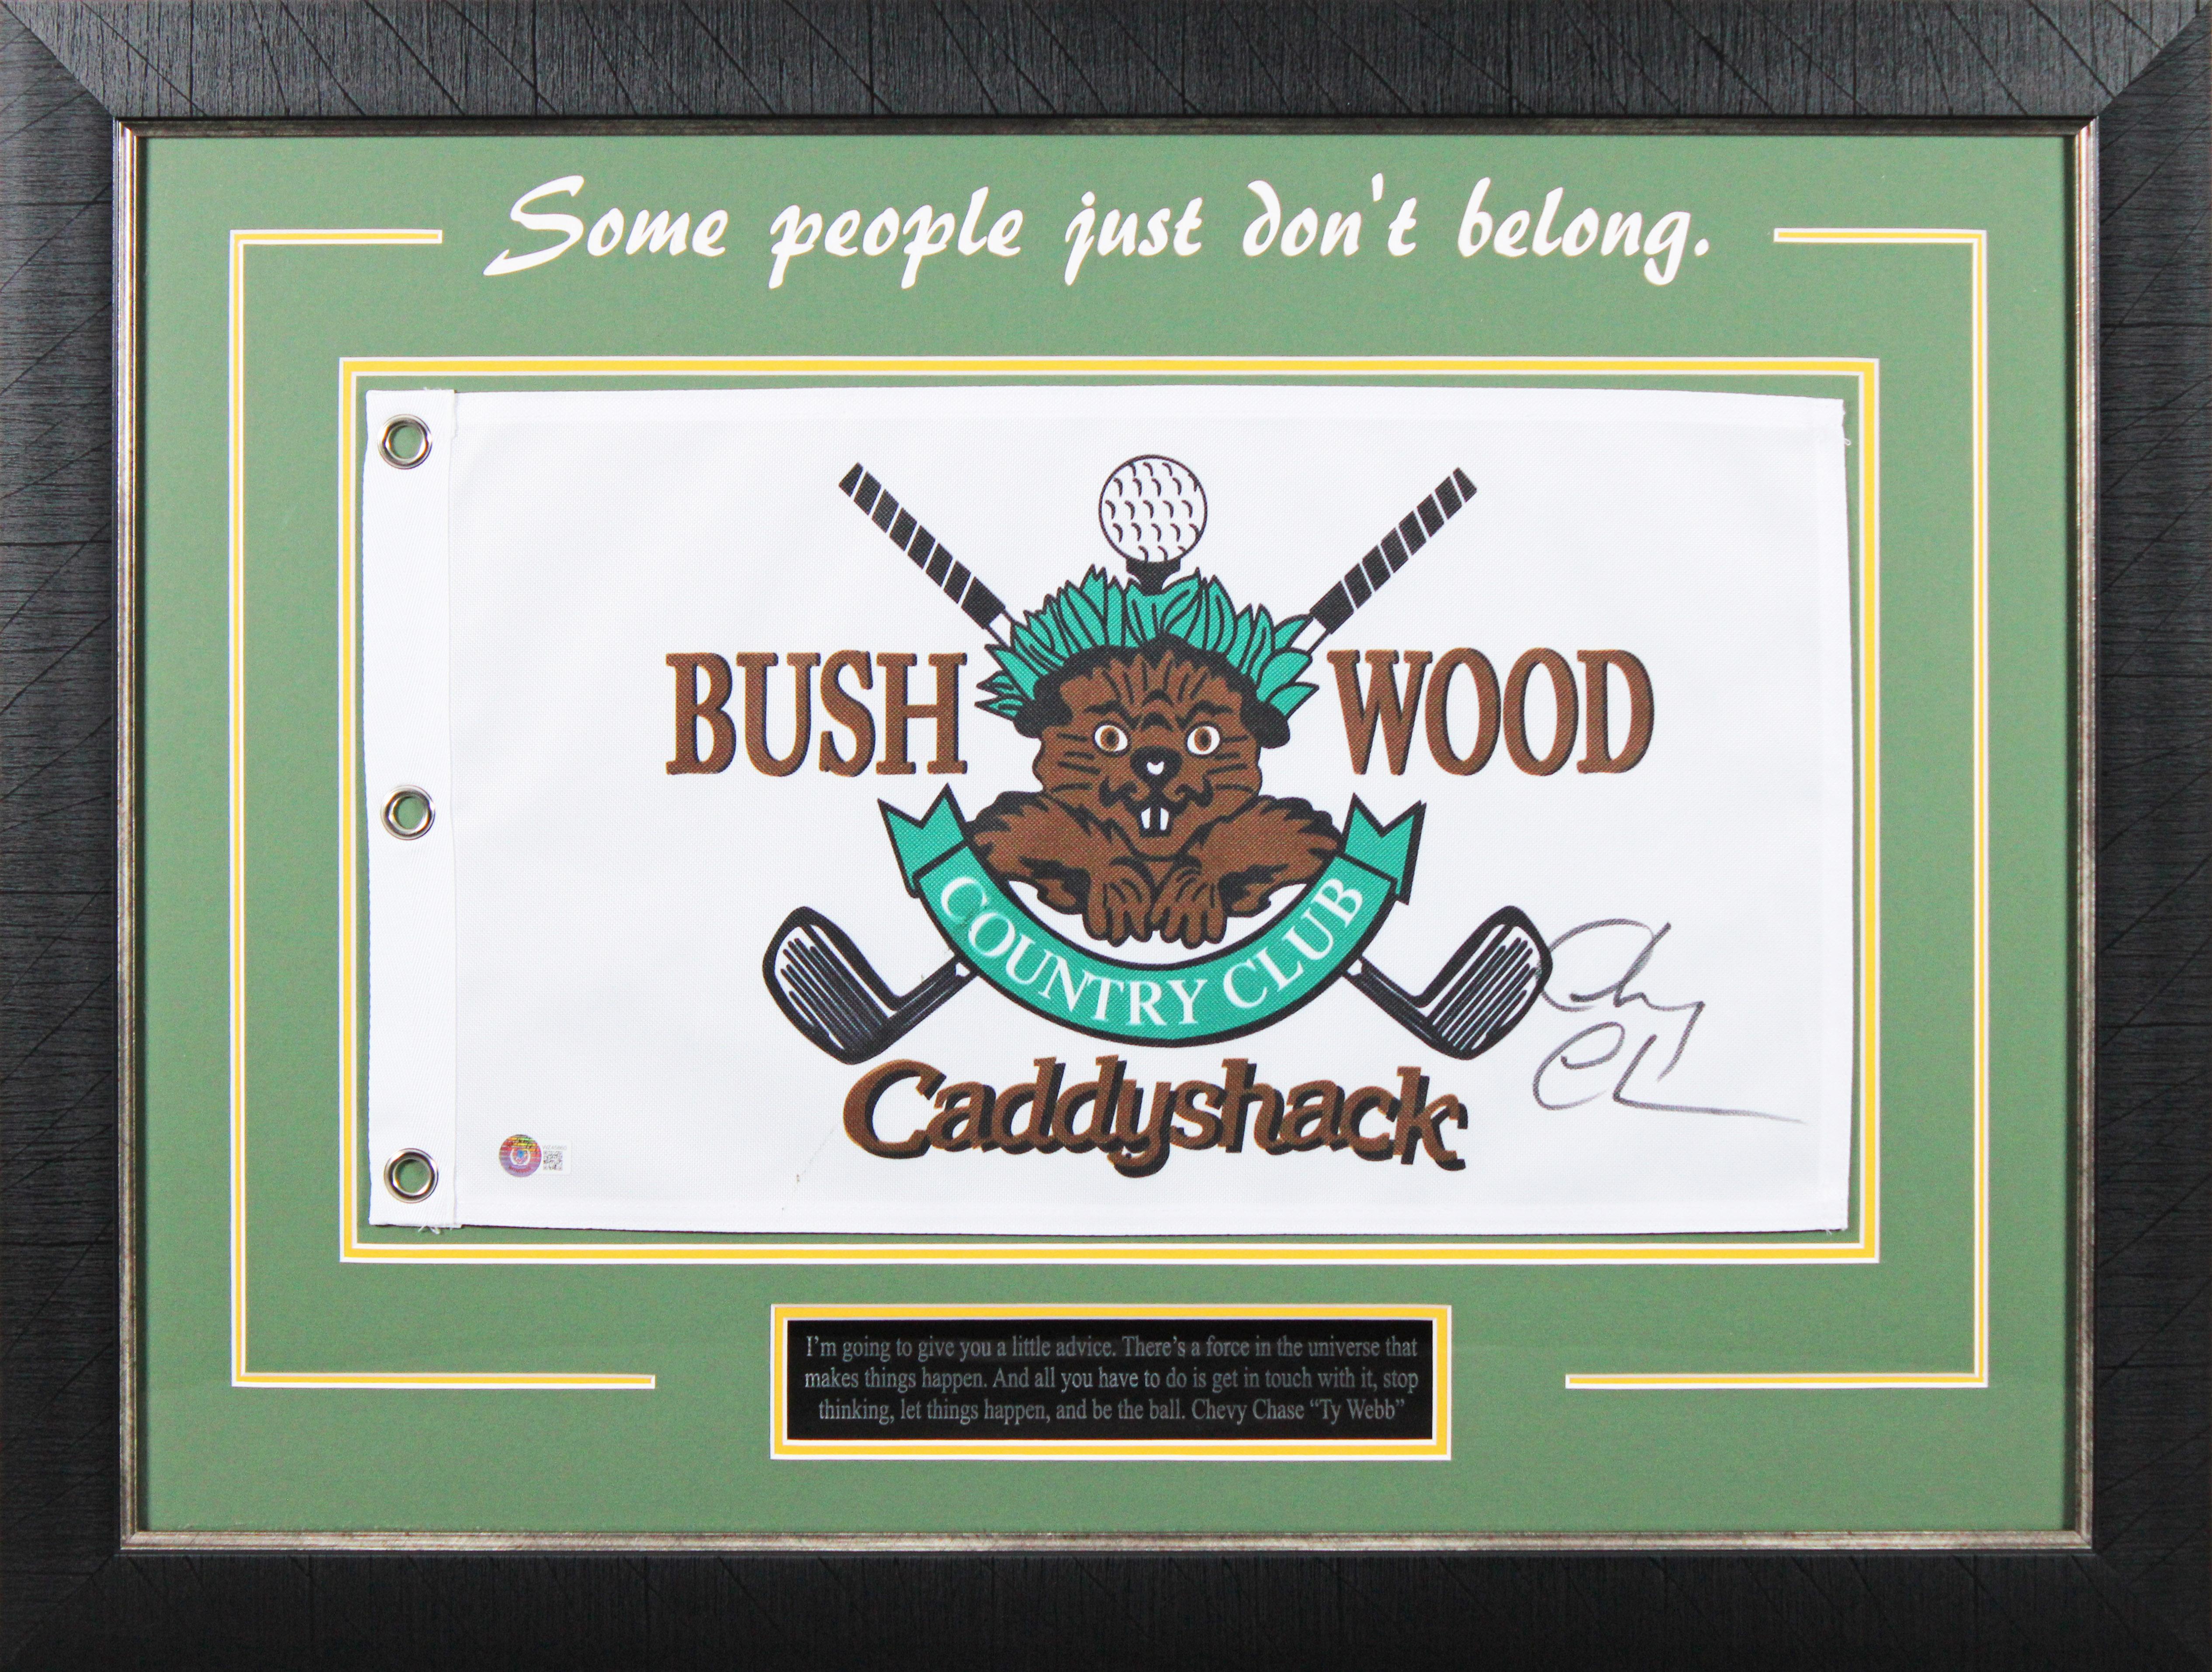 Some people just don't belong.
BUSH WOOD
COUNTRY CLUB
Caddyshack
Chevy Ch
I'm going to give you a little advice. There's a force in the universe that
makes things happen. And all you have to do is get in touch with it, stop
thinking, let things happen, and be the ball. Chevy Chase “Ty Webb”